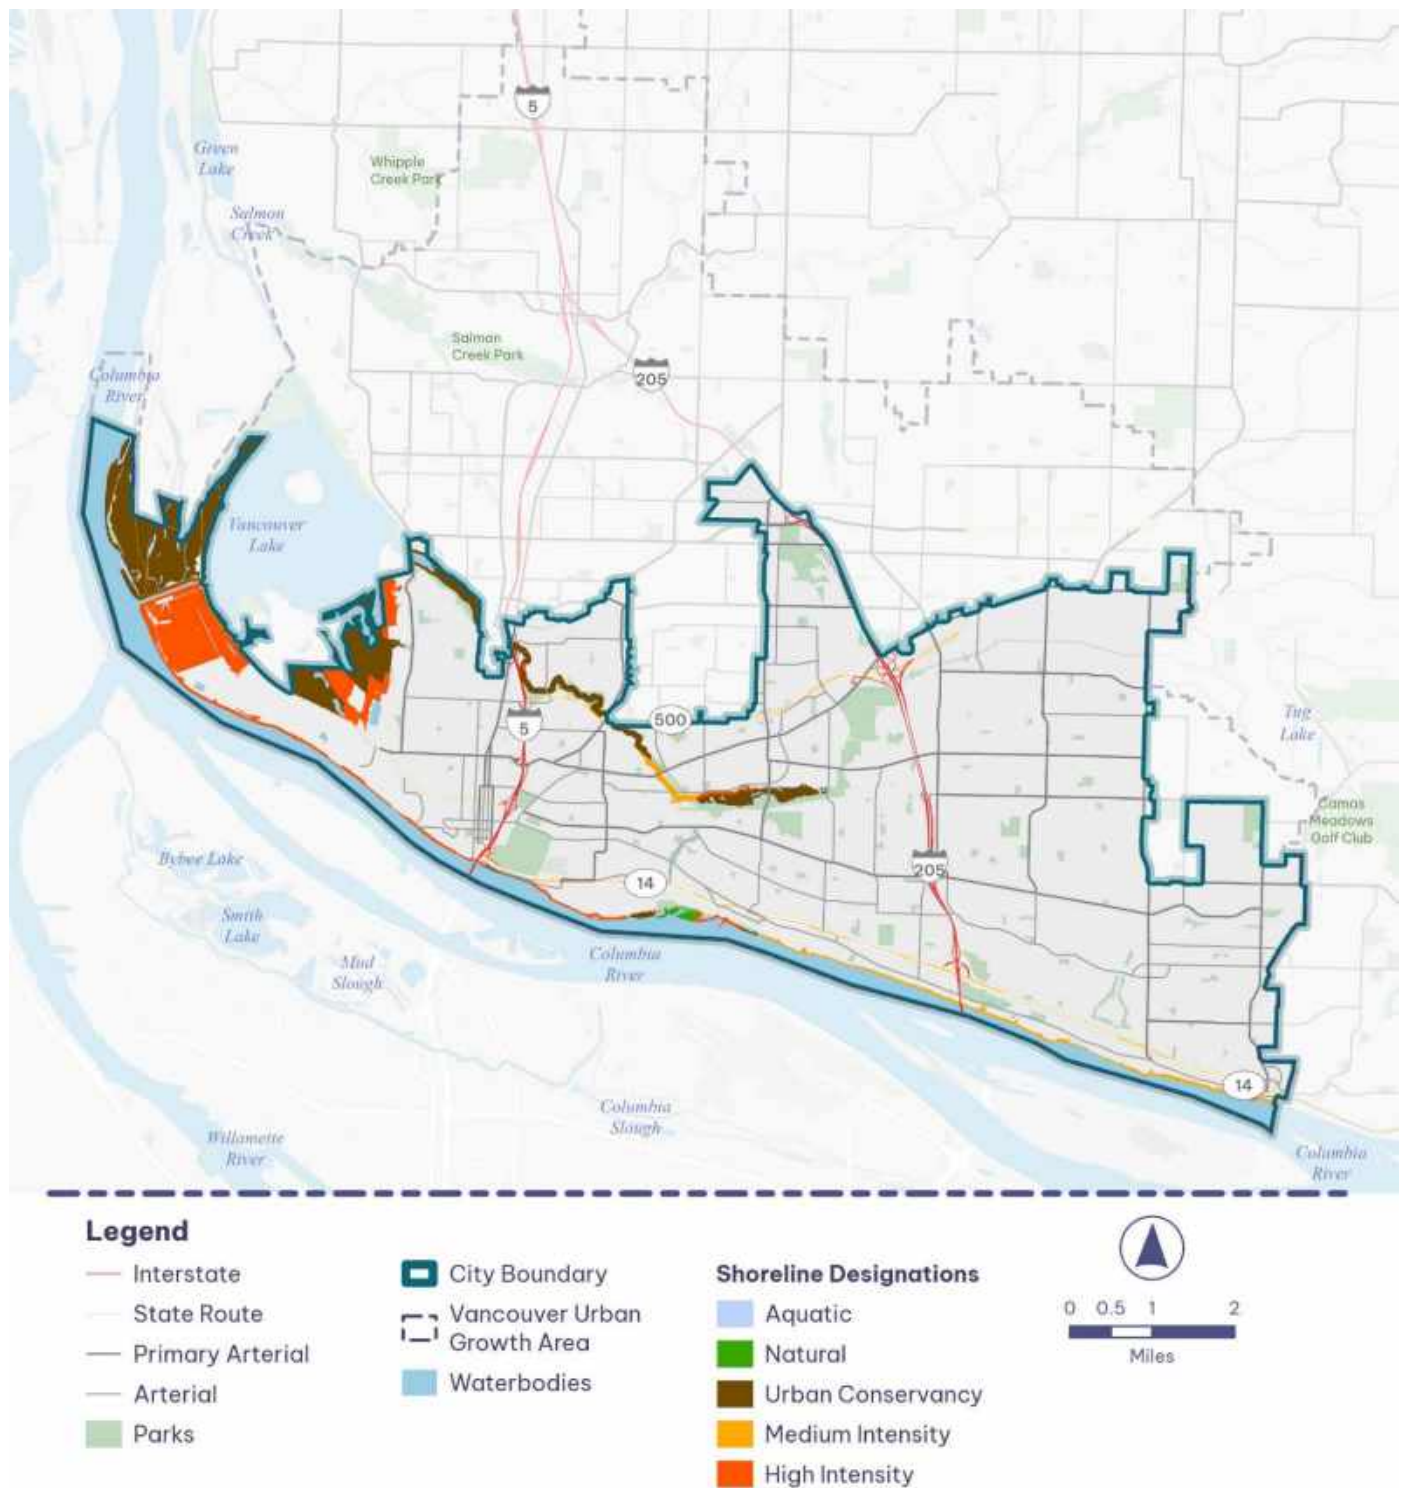 5
Green
Lake
Whipple
Creek Park
Salmon
Creek
Salmon
Creek Park
205
Columbia
River
Vancouver
Lake
500
5
Tug
Lake
Camas
Meadows
Golf Club
Bybee Lake
205
14
Smith
Lake
Mud
Slough
Columbia
River
14
Columbia
Slough
Willamette
River
Columbia
River
Legend
Interstate
State Route
Primary Arterial
Arterial
Parks
City Boundary
Vancouver Urban
Growth Area
Waterbodies
Shoreline Designations
Aquatic
Natural
Urban Conservancy
Medium Intensity
High Intensity
0 0.5 1 2
Miles